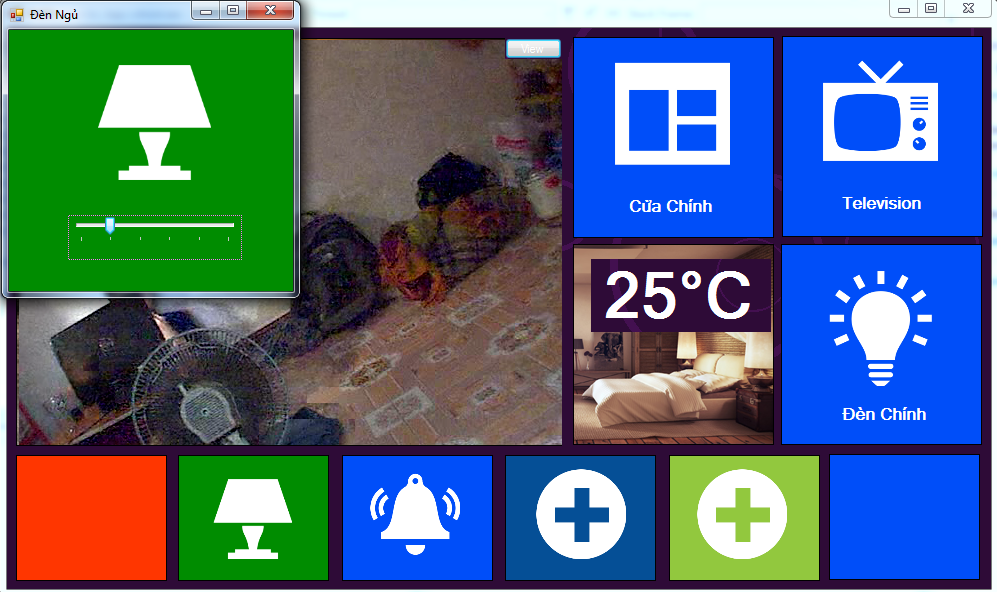 Đèn Ngủ
View
Cửa Chính
Television
25°C
Đèn Chính